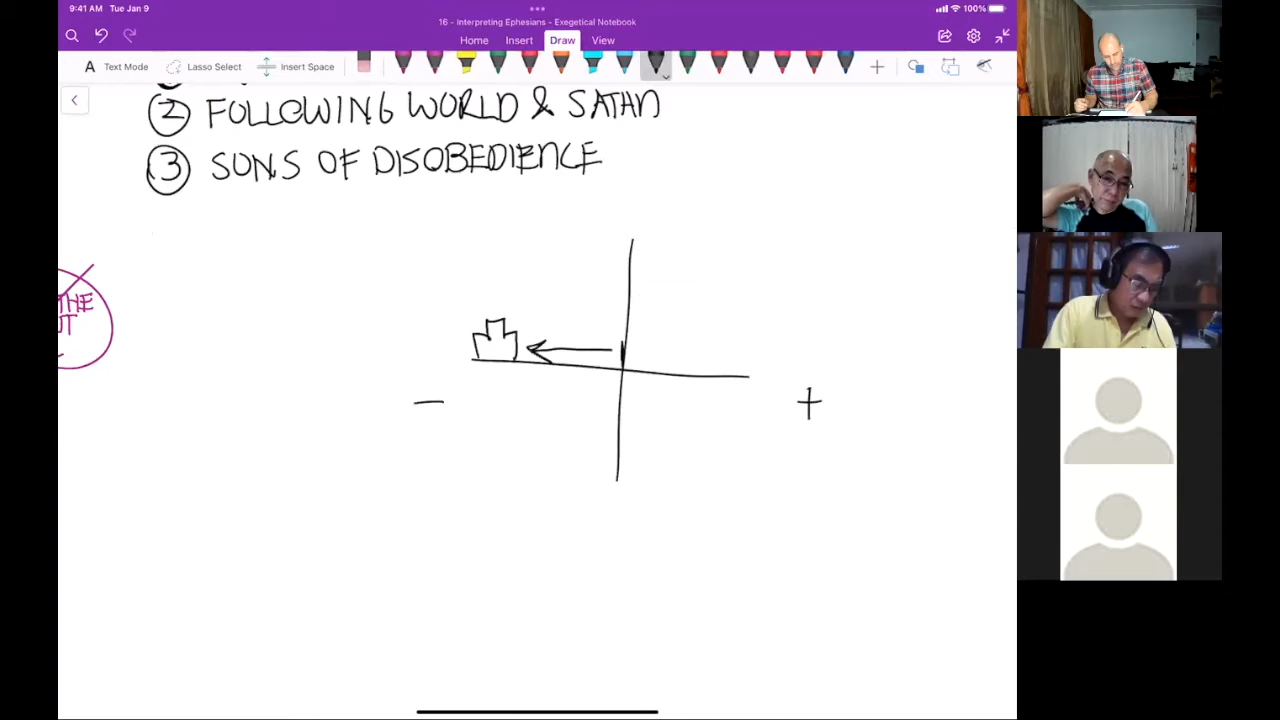 9:41 AM Tue Jan 9
100%
16 - Interpreting Ephesians - Exegetical Notebook
Home Insert Draw View
A Text Mode Lasso Select Insert Space
② FOLLOWING WORLD & SATAN
③ SONS OF DISOBEDIENCE
THE
− +